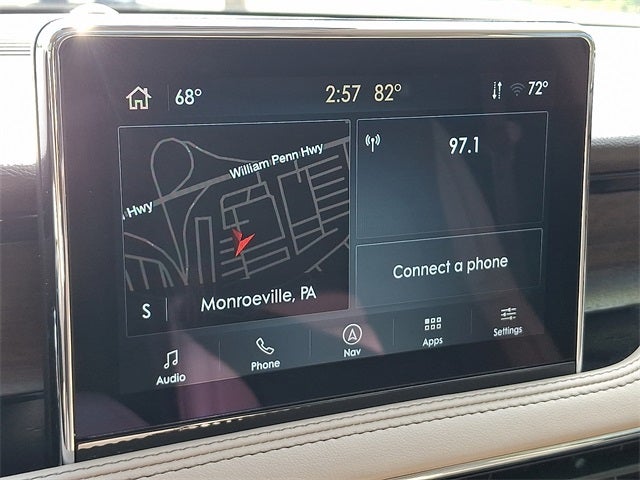 68°
2:57 82°
72°
William Penn Hwy
Hwy
97.1
Connect a phone
S
Monroeville, PA
Audio
Phone
Nav
Apps
Settings